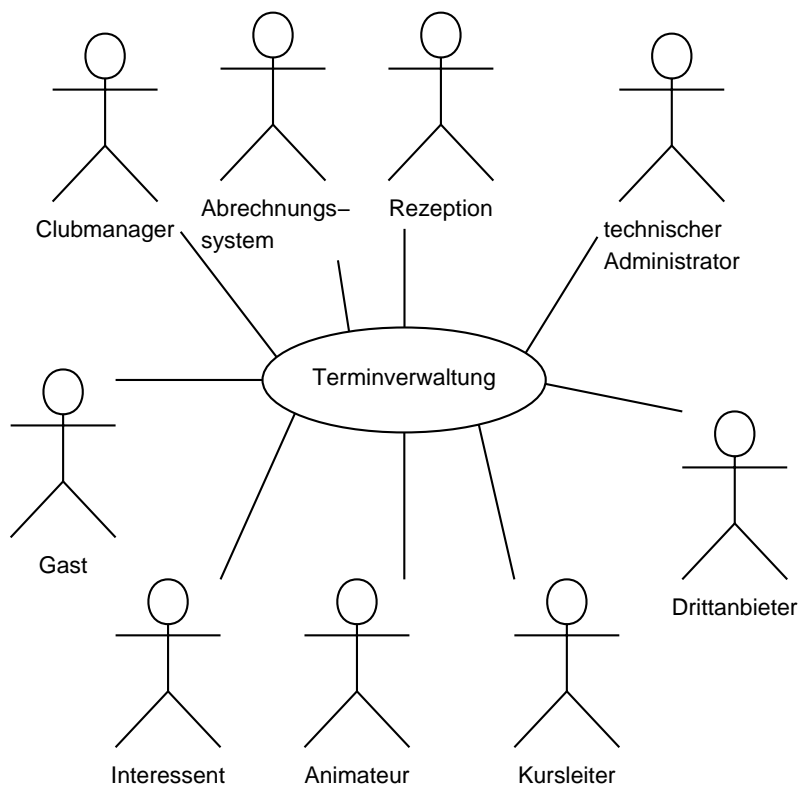 Clubmanager
Abrechnungs–
system
Rezeption
technischer
Administrator
Terminverwaltung
Gast
Drittanbieter
Interessent
Animateur
Kursleiter